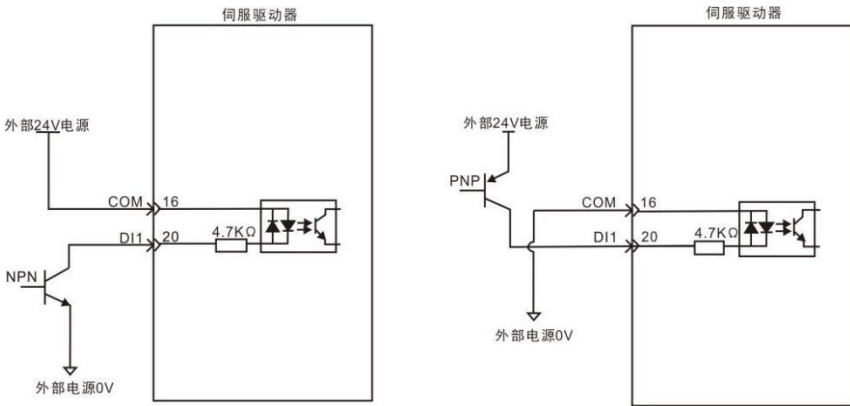 伺服驱动器
外部24V电源
COM
16
4.7KΩ
DI1
20
NPN
外部电源0V
伺服驱动器
外部24V电源
PNP
COM
16
4.7KΩ
DI1
20
外部电源0V